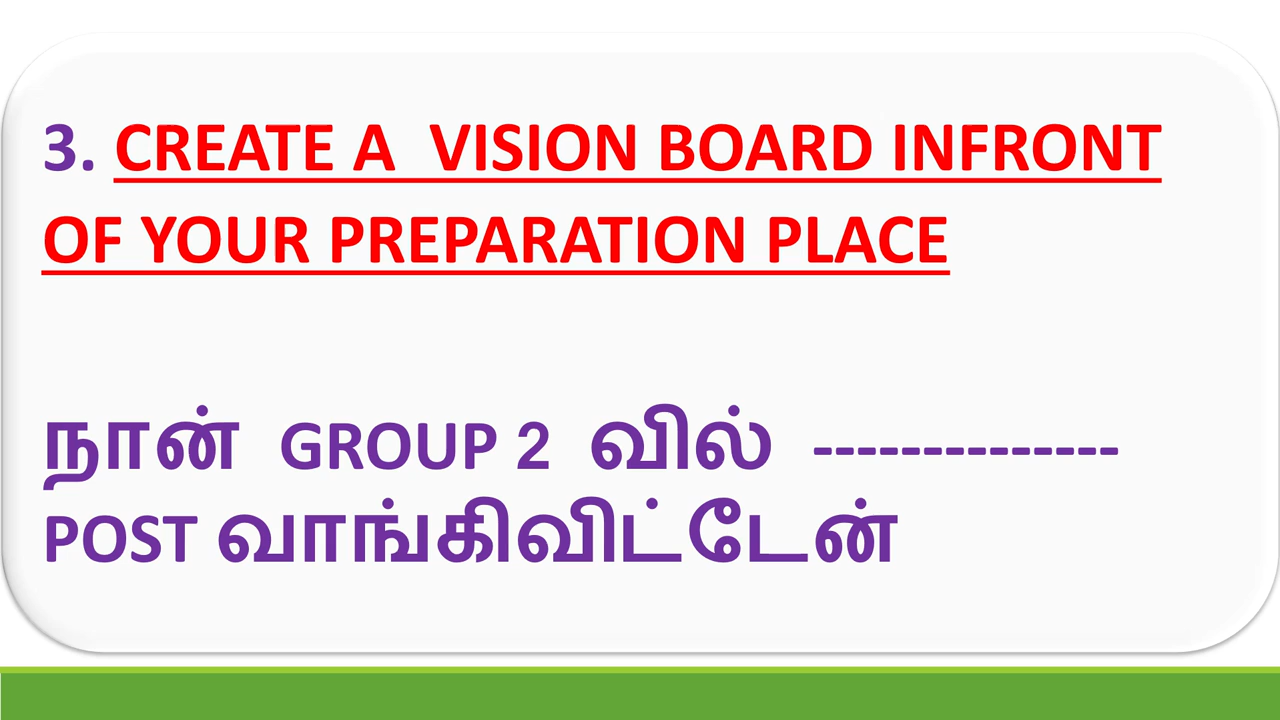 3. CREATE A  VISION BOARD INFRONT
OF YOUR PREPARATION PLACE
நான்  GROUP 2  வில்  --------------
POST வாங்கிவிட்டேன்